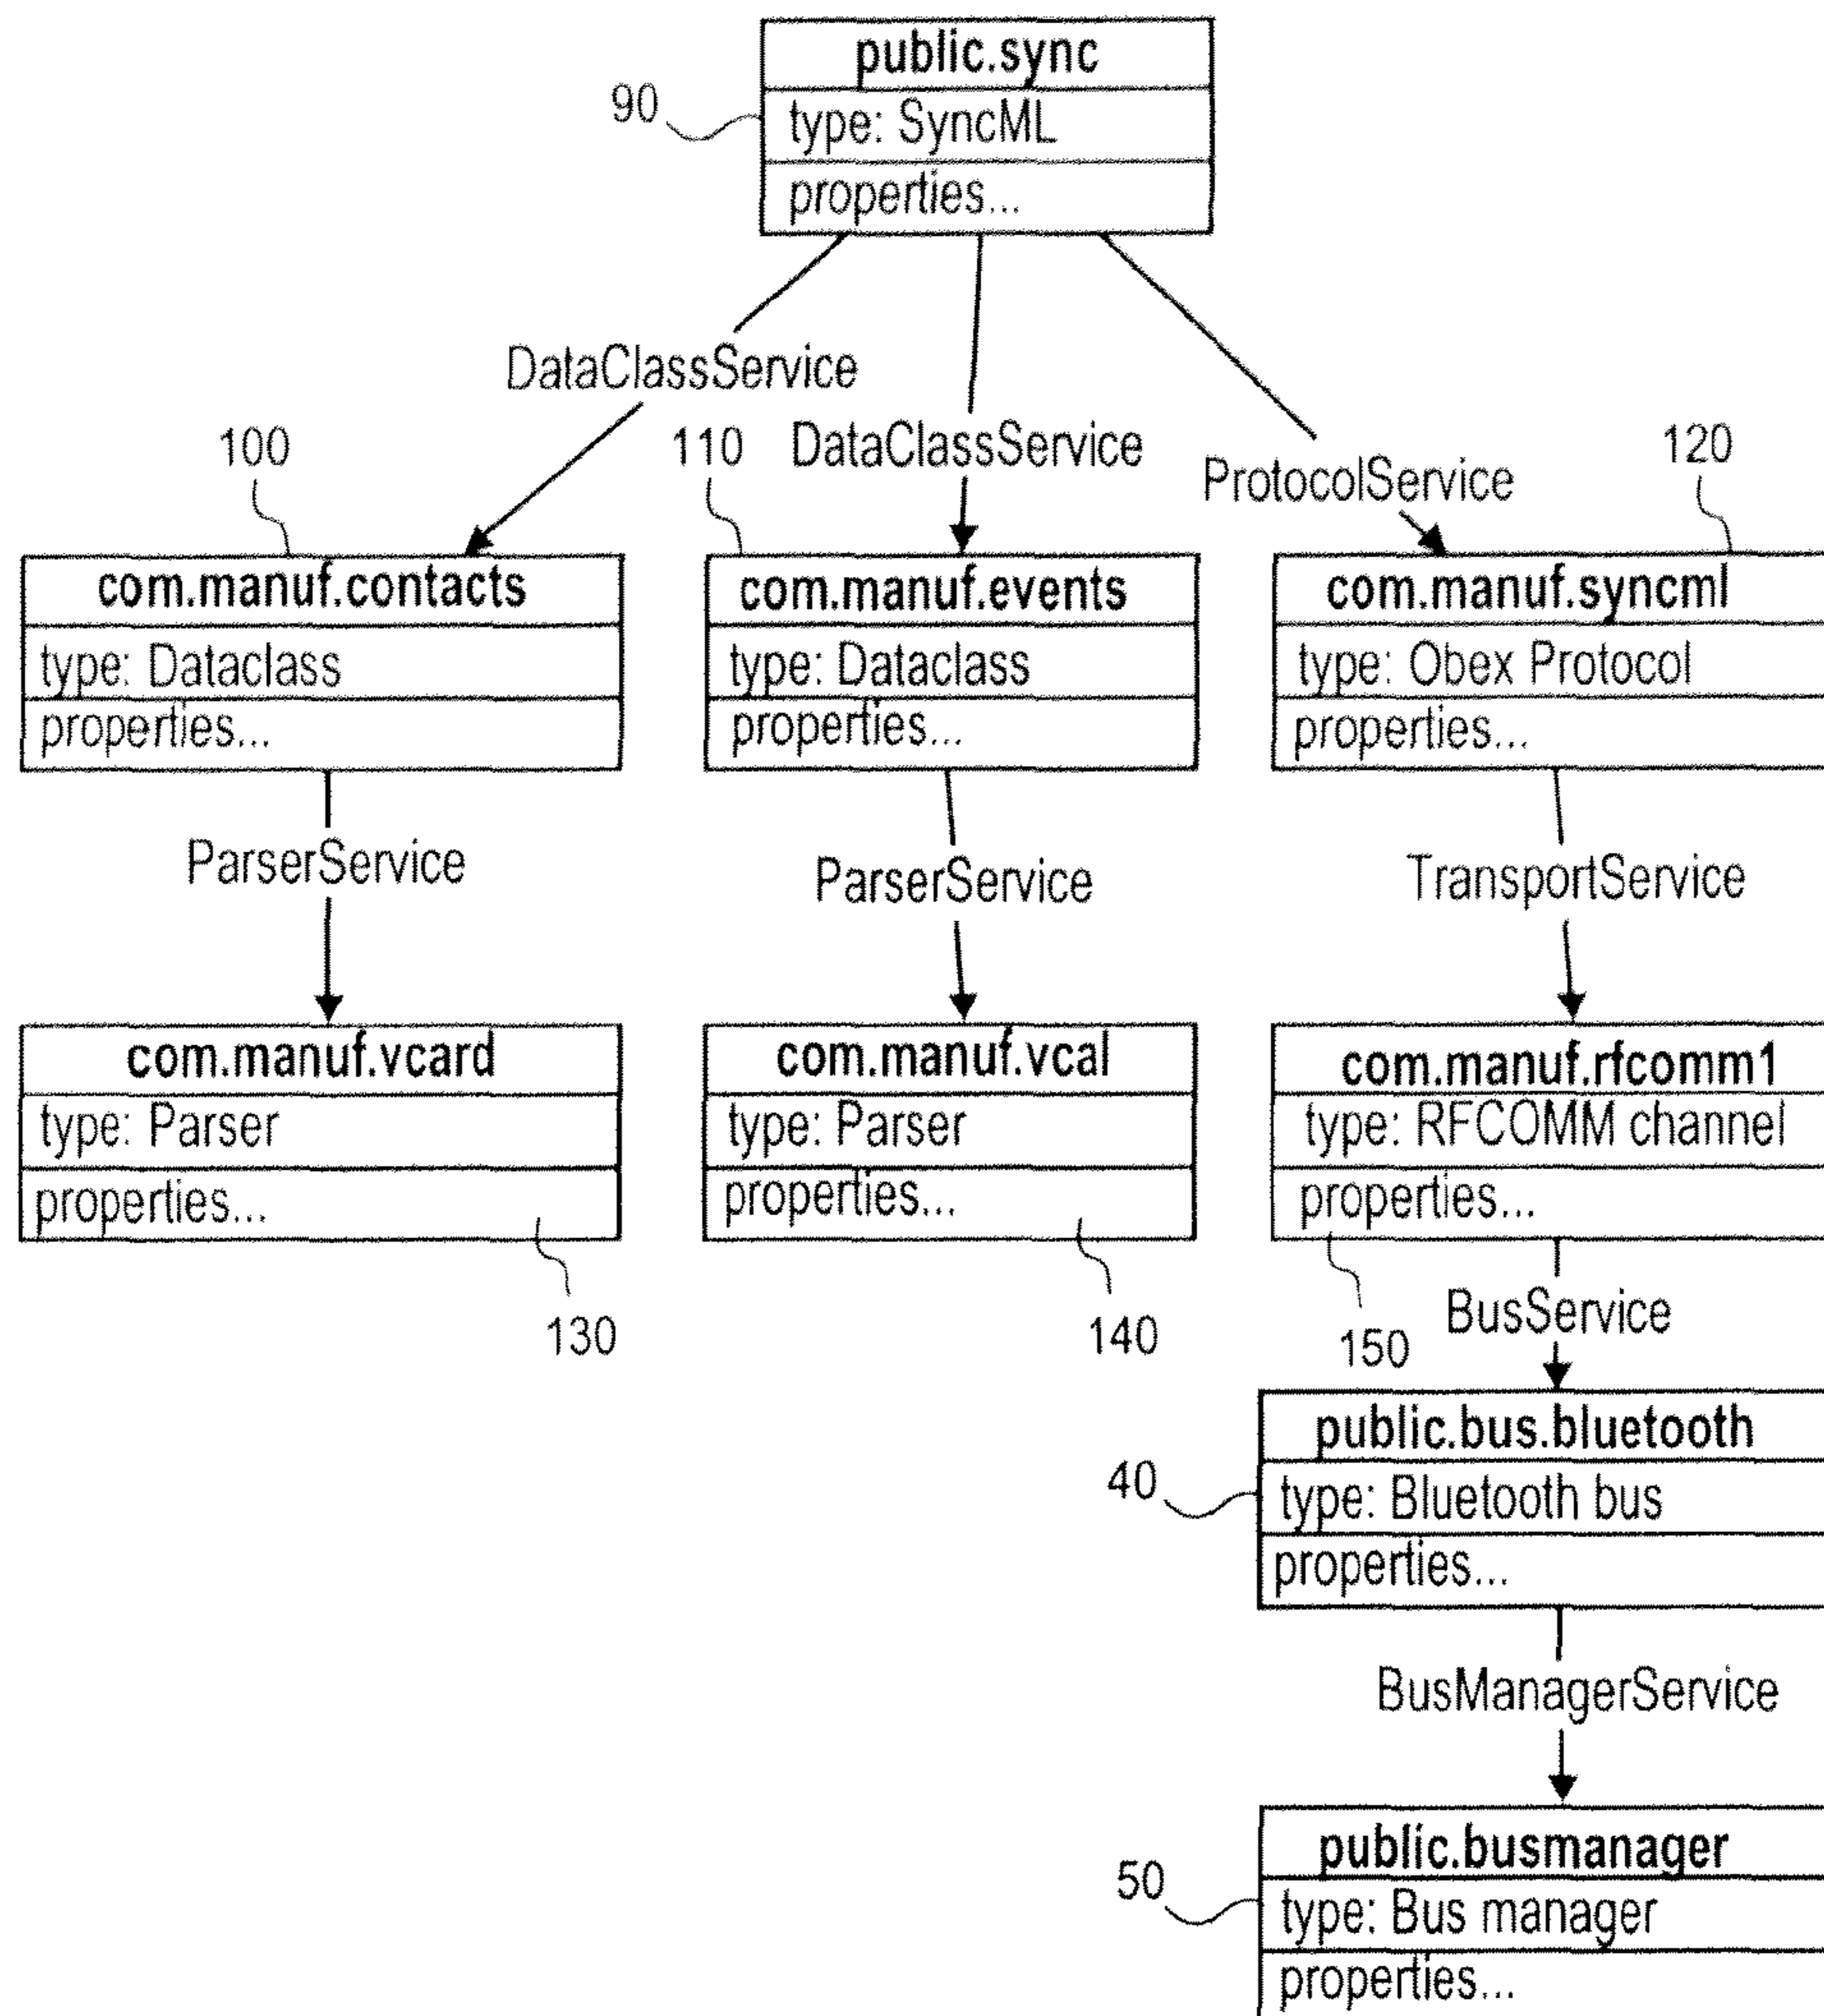 public.sync
90
type: SyncML
properties...
DataClassService
DataClassService
ProtocolService
100
110
120
com.manuf.contacts
type: Dataclass
properties...
com.manuf.events
type: Dataclass
properties...
com.manuf.syncml
type: Obex Protocol
properties...
ParserService
ParserService
TransportService
com.manuf.vcard
type: Parser
properties...
130
com.manuf.vcal
type: Parser
properties...
140
com.manuf.rfcomm1
type: RFCOMM channel
properties...
150
BusService
public.bus.bluetooth
40
type: Bluetooth bus
properties...
BusManagerService
public.busmanager
50
type: Bus manager
properties...